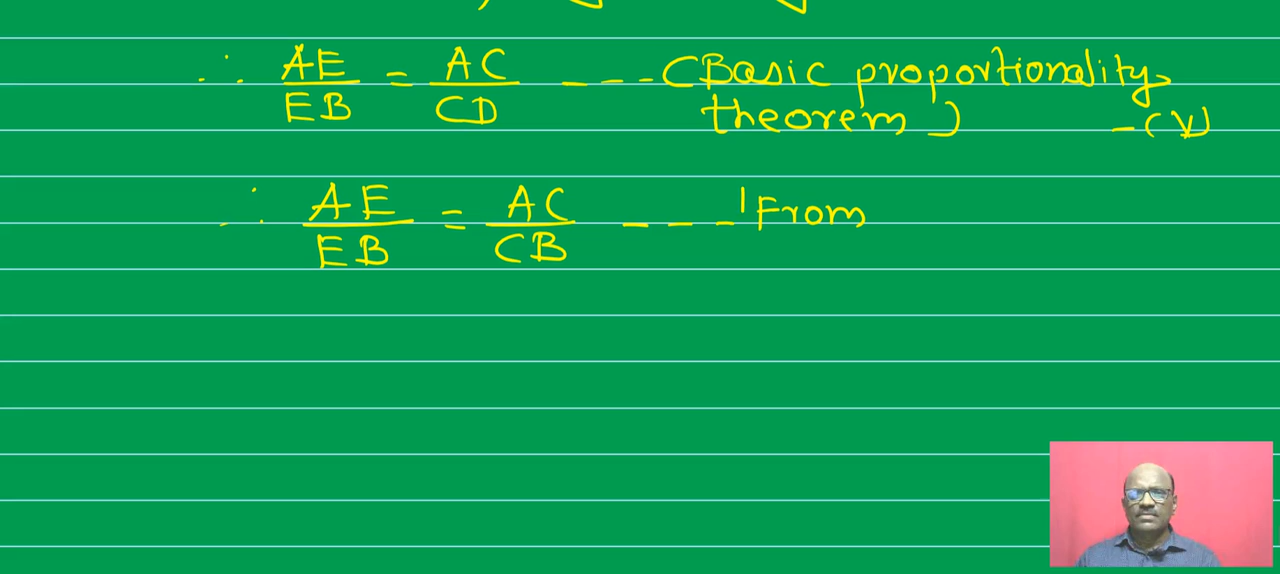 ∴ AE/EB = AC/CD ---- (Basic proportionality
theorem) -(V)
∴ AE/EB = AC/CB ---- From